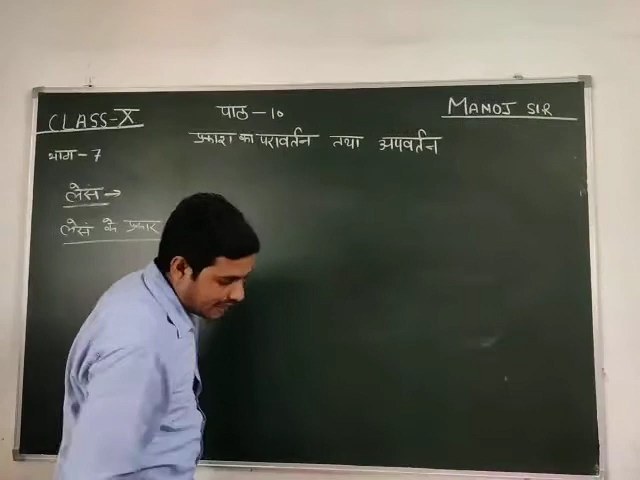 CLASS-X
पाठ-10
MANOJ SIR
प्रकाश का परावर्तन तथा अपवर्तन
भाग-7
लेंस →
लेंस के प्रकार